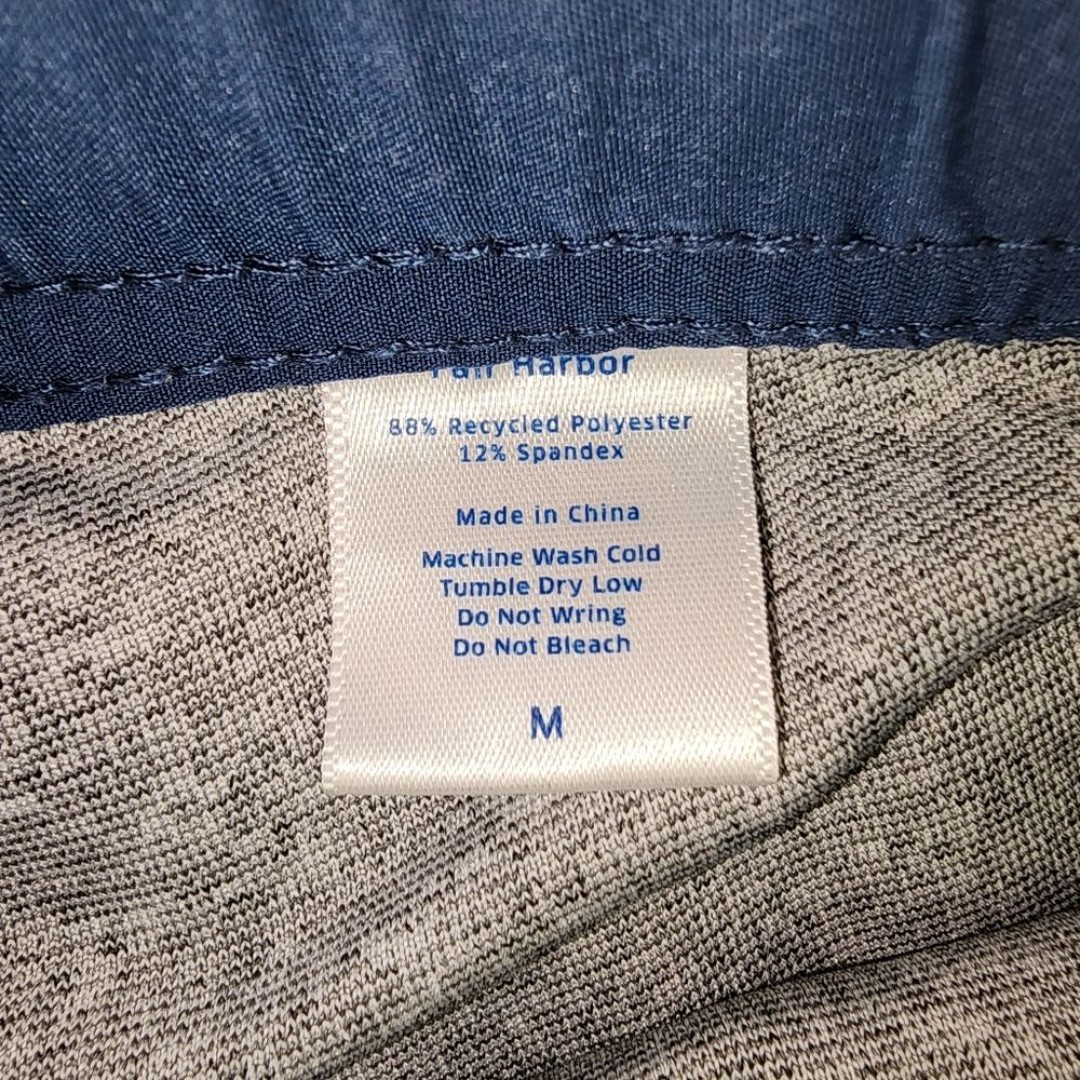 Fair Harbor
88% Recycled Polyester
12% Spandex
Made in China
Machine Wash Cold
Tumble Dry Low
Do Not Wring
Do Not Bleach
M